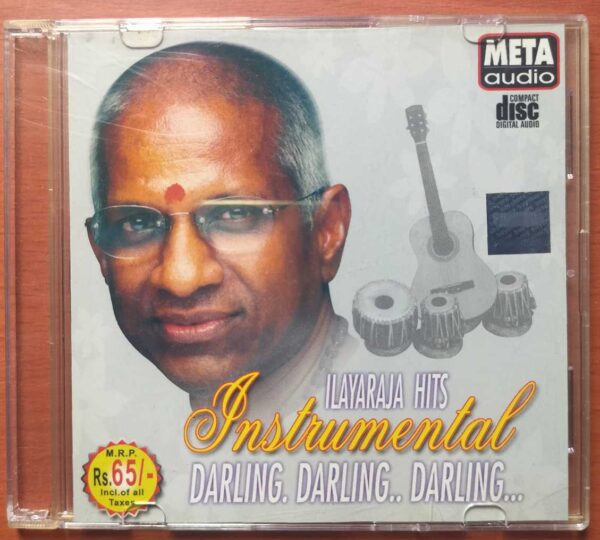 META
audio
COMPACT
disc
DIGITAL AUDIO
ILAYARAJA HITS
Instrumental
DARLING. DARLING.. DARLING...
M.R.P.
Rs.65/-
Incl.of all
Taxes